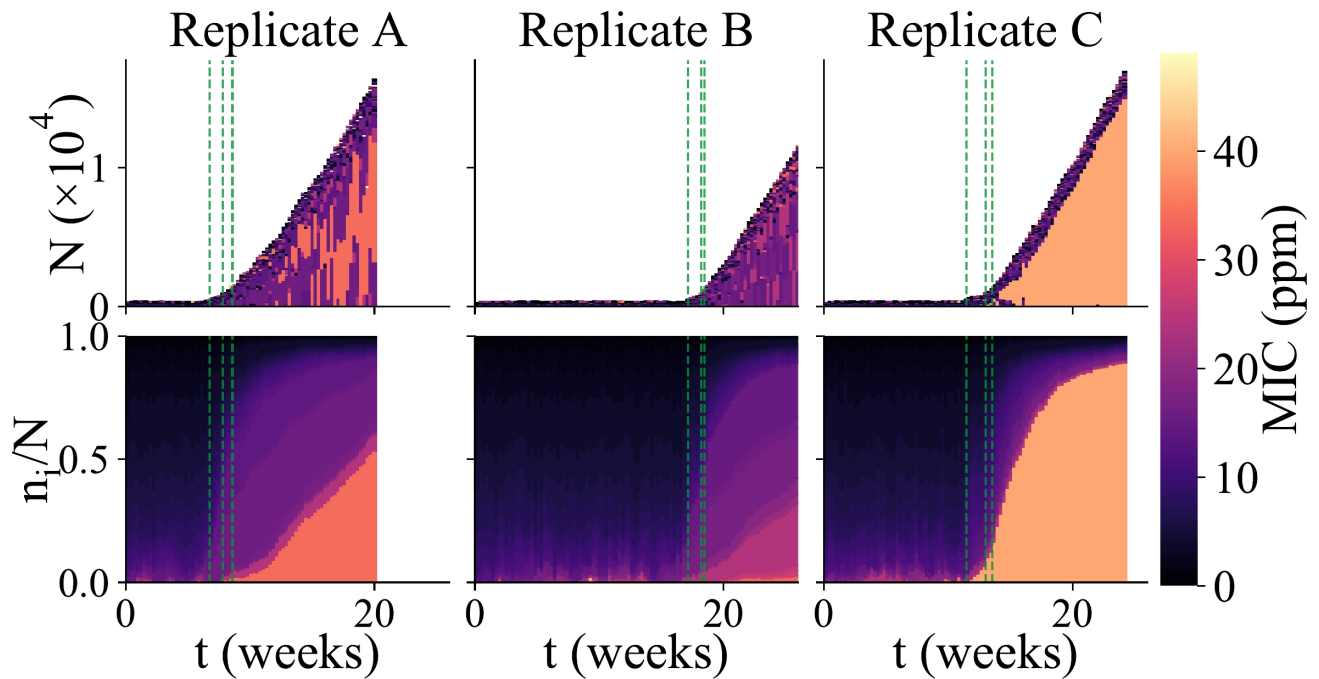 Replicate A Replicate B Replicate C
N (×10⁴)
1
0
1.0
nᵢ/N
0.5
0.0
0 20 0 20 0 20
t (weeks) t (weeks) t (weeks)
40
30
20
10
0
MIC (ppm)